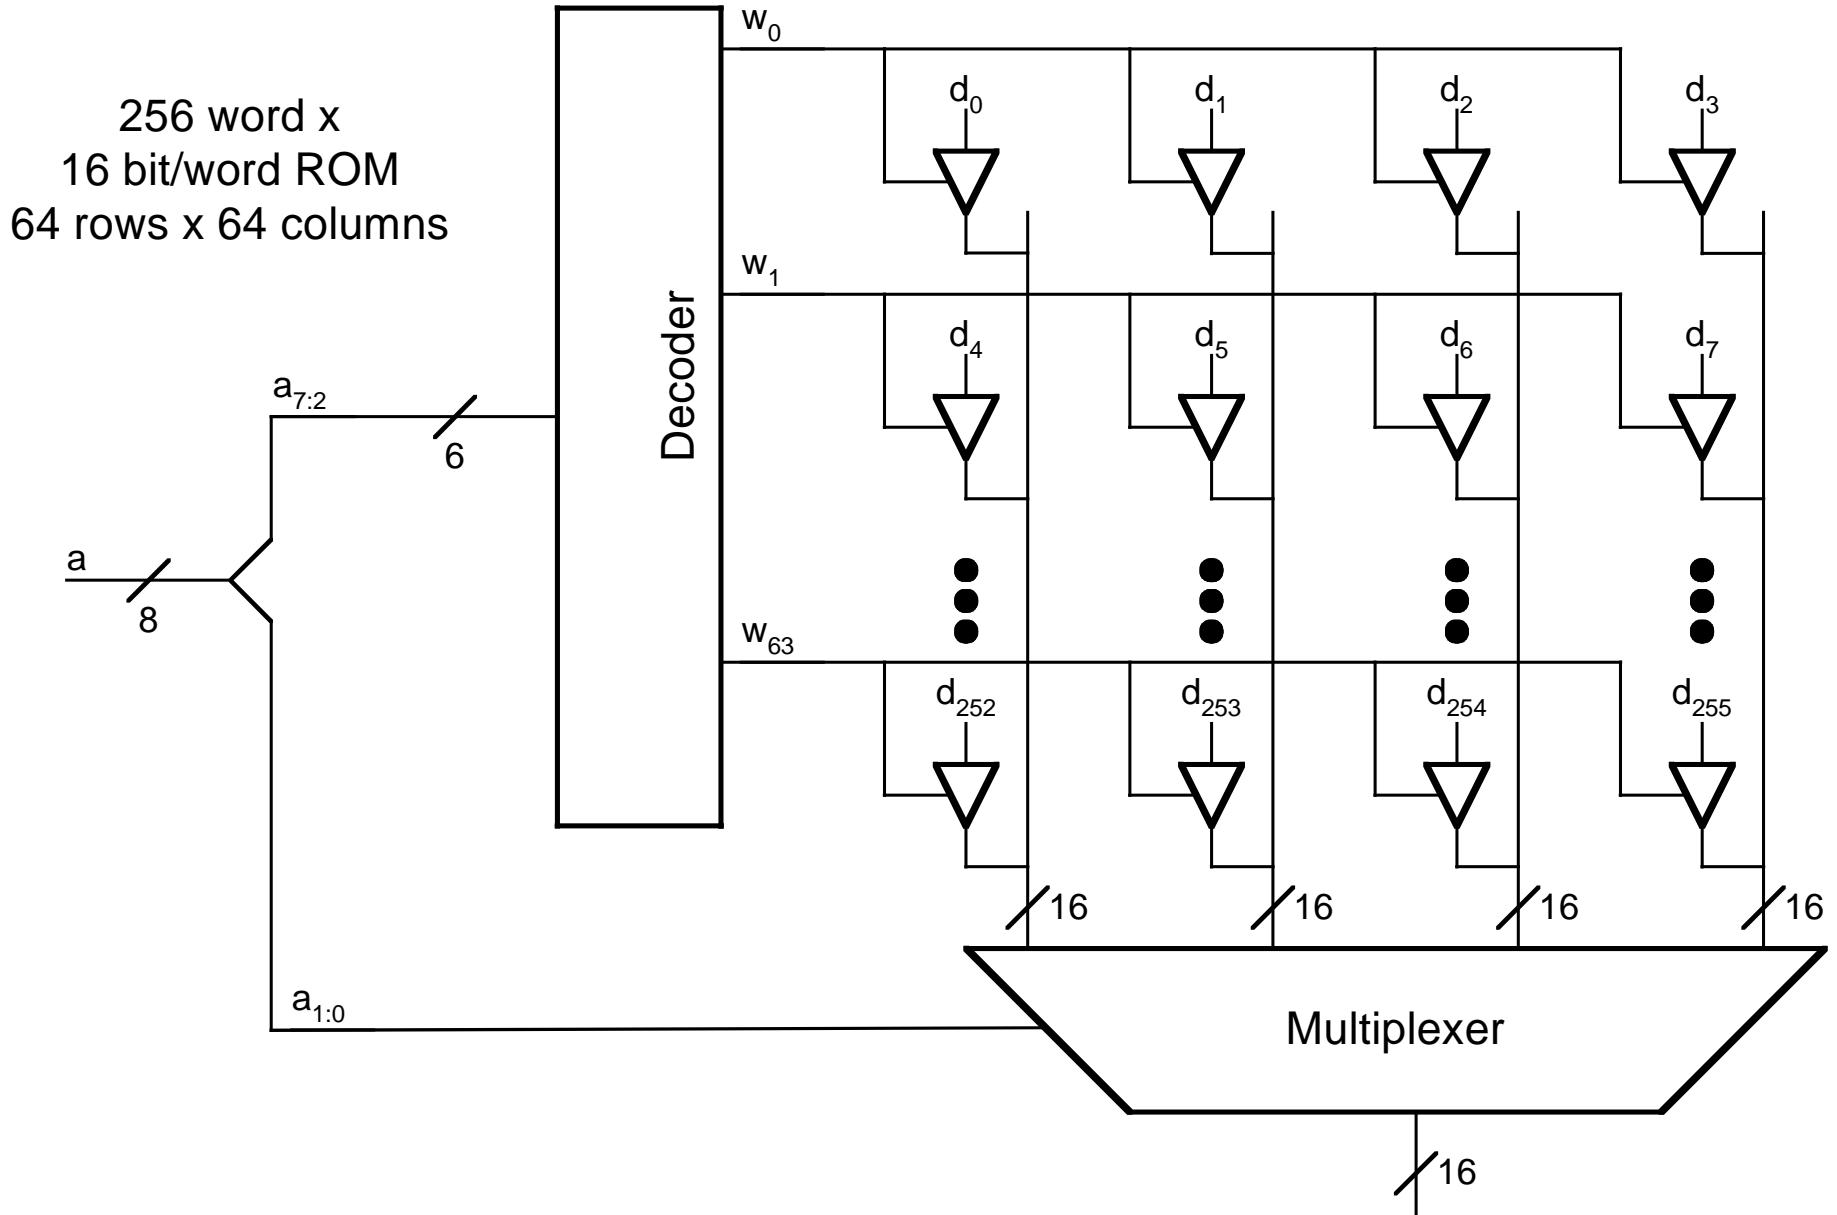 256 word x
16 bit/word ROM
64 rows x 64 columns
w0
d0 d1 d2 d3
w1
d4 d5 d6 d7
Decoder
a7:2
6
a
8
w63
d252 d253 d254 d255
16 16 16 16
a1:0
Multiplexer
16